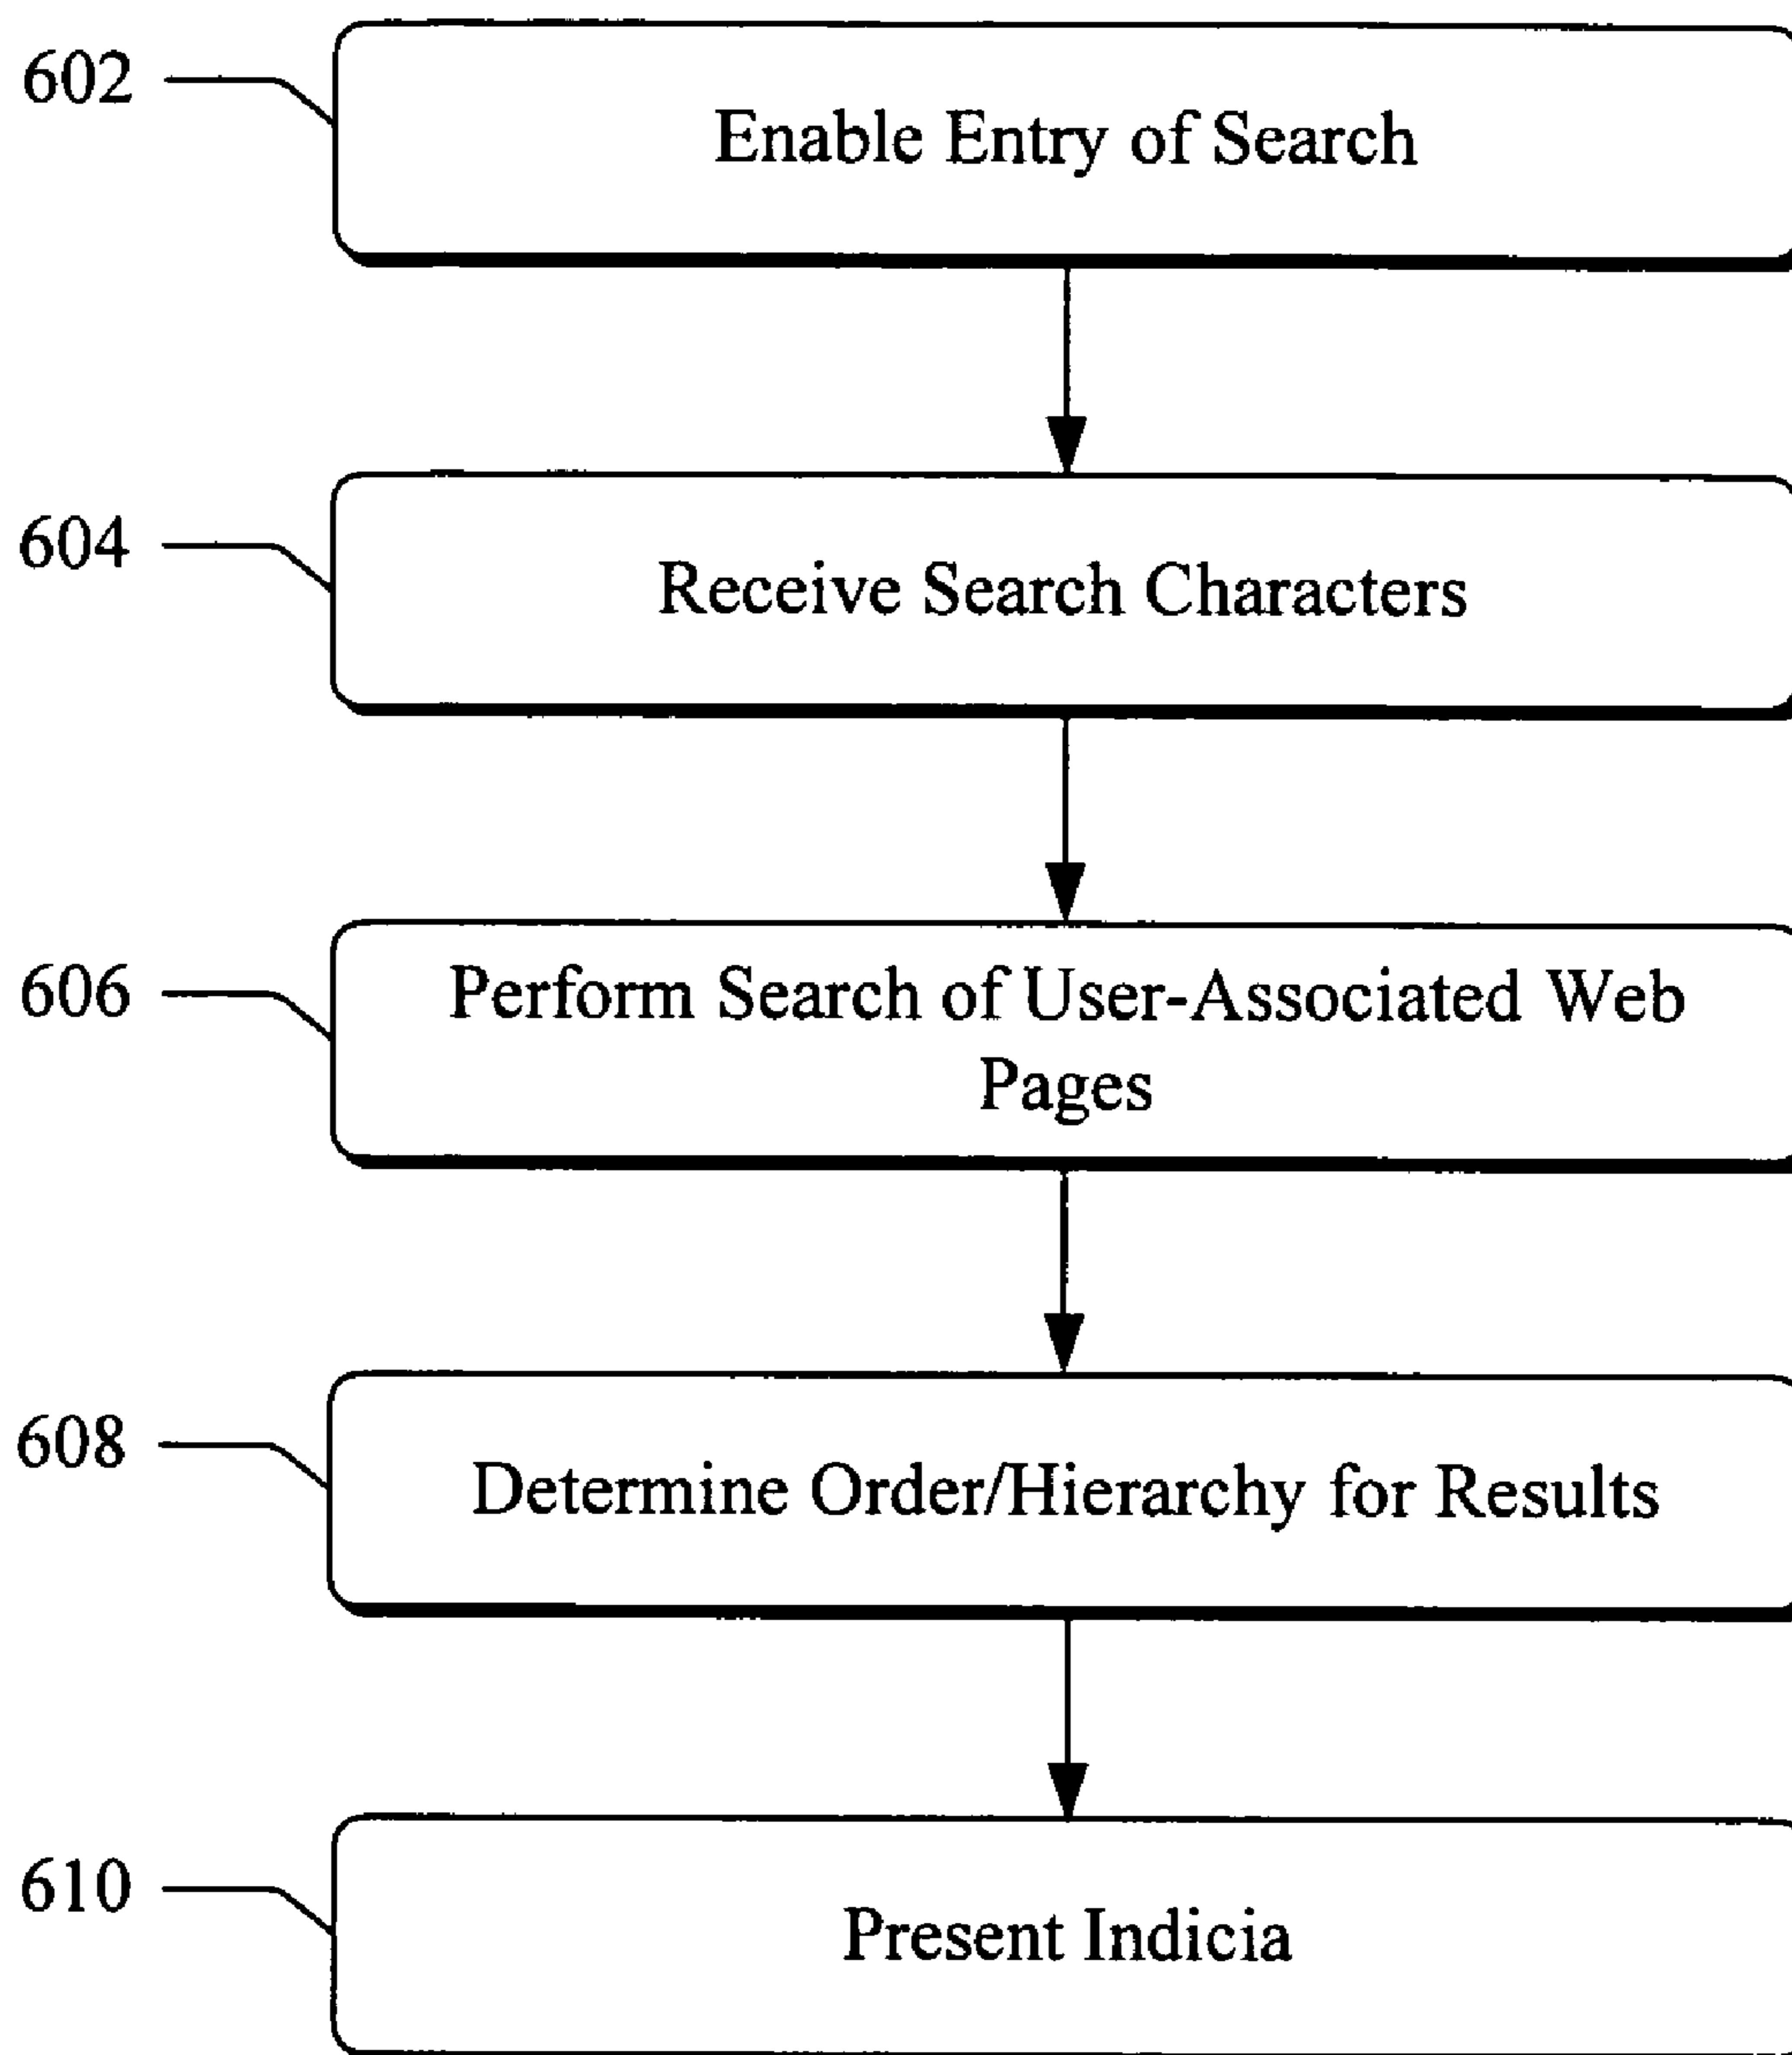 602
Enable Entry of Search
604
Receive Search Characters
606
Perform Search of User-Associated Web
Pages
608
Determine Order/Hierarchy for Results
610
Present Indicia